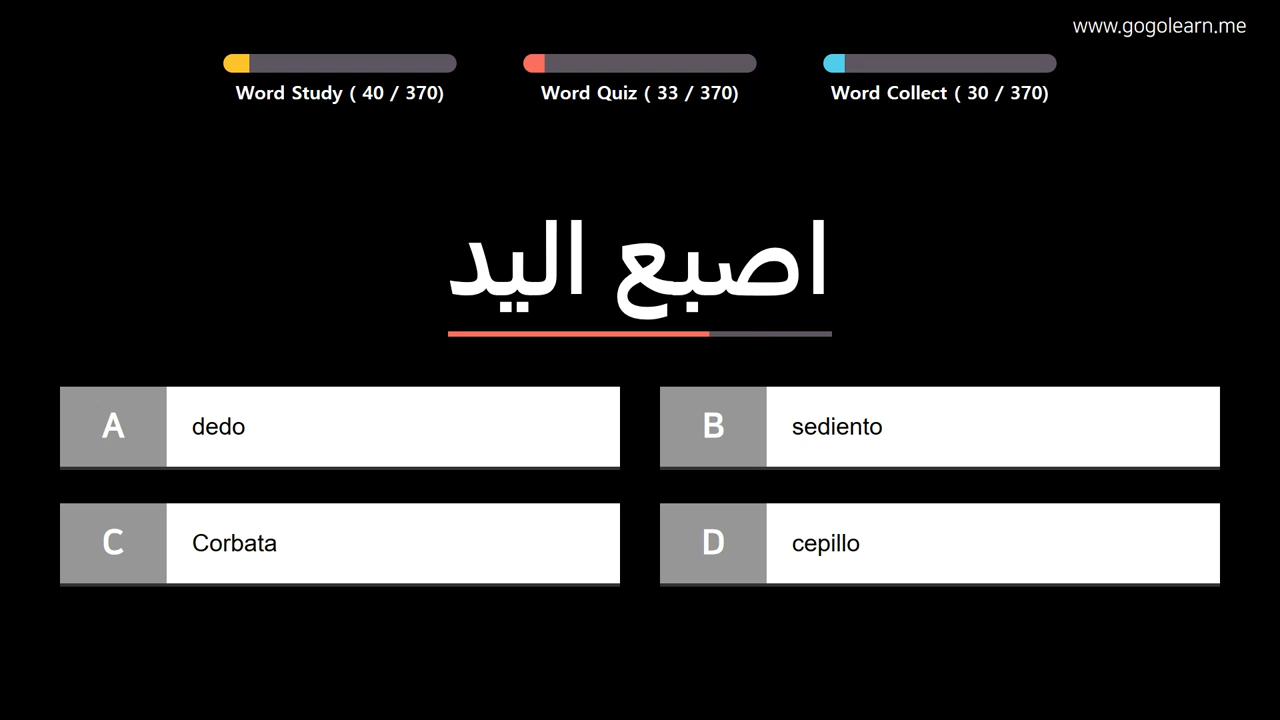 www.gogolearn.me
Word Study ( 40 / 370)
Word Quiz ( 33 / 370)
Word Collect ( 30 / 370)
اصبع اليد
A dedo
B sediento
C Corbata
D cepillo